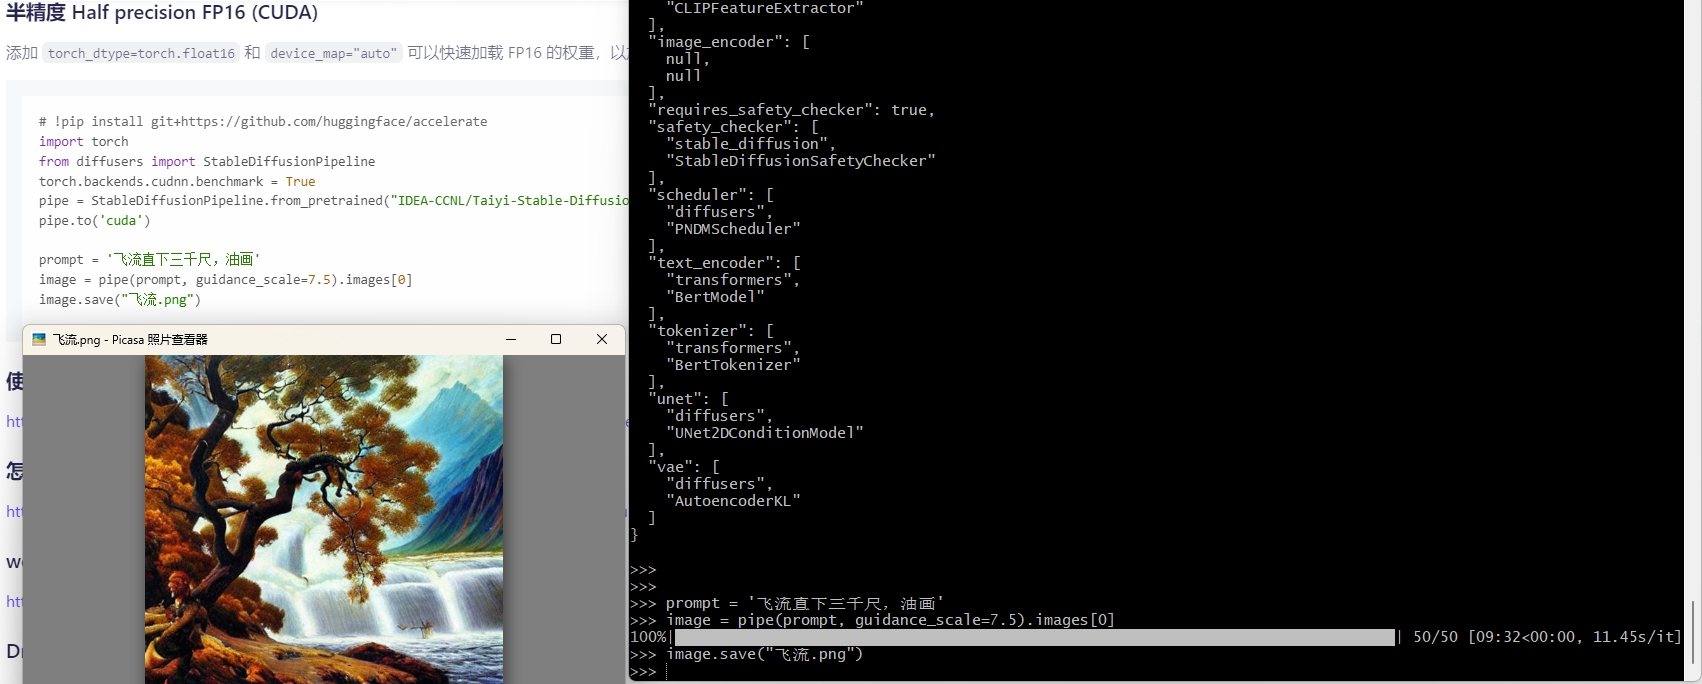 半精度 Half precision FP16 (CUDA)
添加 torch_dtype=torch.float16 和 device_map="auto" 可以快速加载 FP16 的权重，以
# !pip install git+https://github.com/huggingface/accelerate
import torch
from diffusers import StableDiffusionPipeline
torch.backends.cudnn.benchmark = True
pipe = StableDiffusionPipeline.from_pretrained("IDEA-CCNL/Taiyi-Stable-Diffusio
pipe.to('cuda')
prompt = '飞流直下三千尺，油画'
image = pipe(prompt, guidance_scale=7.5).images[0]
image.save("飞流.png")
飞流.png - Picasa 照片查看器
使
htt
怎
htt
we
htt
Dr
"CLIPFeatureExtractor"
],
"image_encoder": [
null,
null
],
"requires_safety_checker": true,
"safety_checker": [
"stable_diffusion",
"StableDiffusionSafetyChecker"
],
"scheduler": [
"diffusers",
"PNDMScheduler"
],
"text_encoder": [
"transformers",
"BertModel"
],
"tokenizer": [
"transformers",
"BertTokenizer"
],
"unet": [
"diffusers",
"UNet2DConditionModel"
],
"vae": [
"diffusers",
"AutoencoderKL"
]
}
>>>
>>>
>>> prompt = '飞流直下三千尺，油画'
>>> image = pipe(prompt, guidance_scale=7.5).images[0]
100%| | 50/50 [09:32<00:00, 11.45s/it]
>>> image.save("飞流.png")
>>>